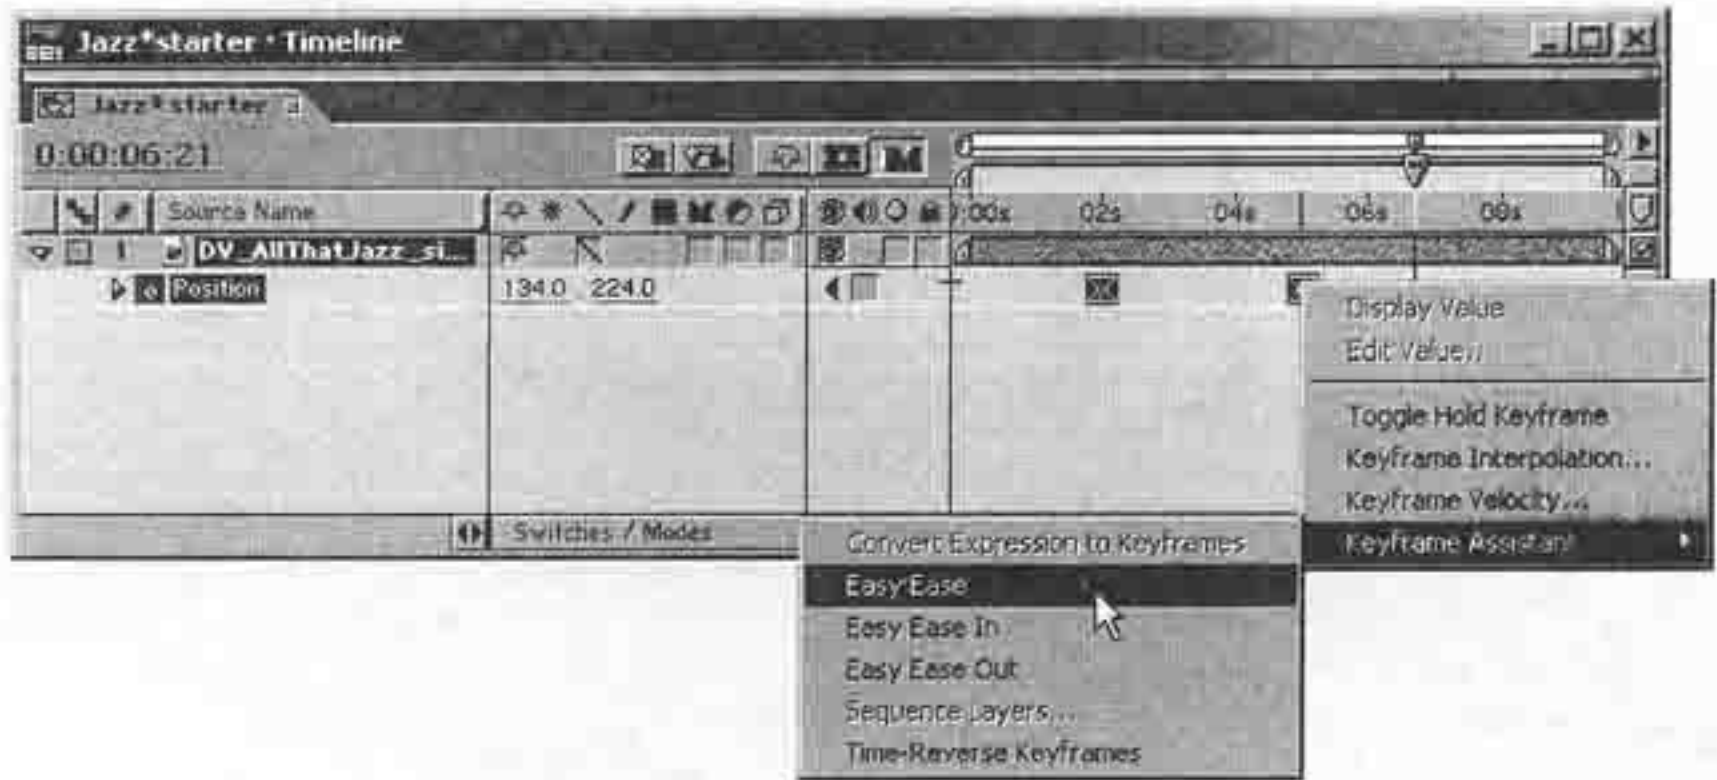 Jazz*starter • Timeline
Jazz*starter
0:00:06:21
# Source Name
:00s 02s 04s 06s 08s
1 DV_AllThatJazz_si...
Position 134.0 224.0
Display Value
Edit Value...
Toggle Hold Keyframe
Keyframe Interpolation...
Keyframe Velocity...
Keyframe Assistant
Switches / Modes
Convert Expression to Keyframes
Easy Ease
Easy Ease In
Easy Ease Out
Sequence Layers...
Time-Reverse Keyframes